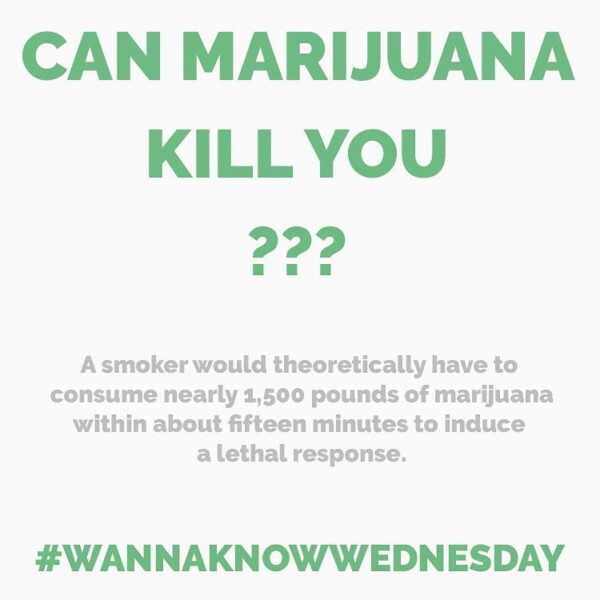 CAN MARIJUANA
KILL YOU
???
A smoker would theoretically have to
consume nearly 1,500 pounds of marijuana
within about fifteen minutes to induce
a lethal response.
#WANNAKNOWWEDNESDAY